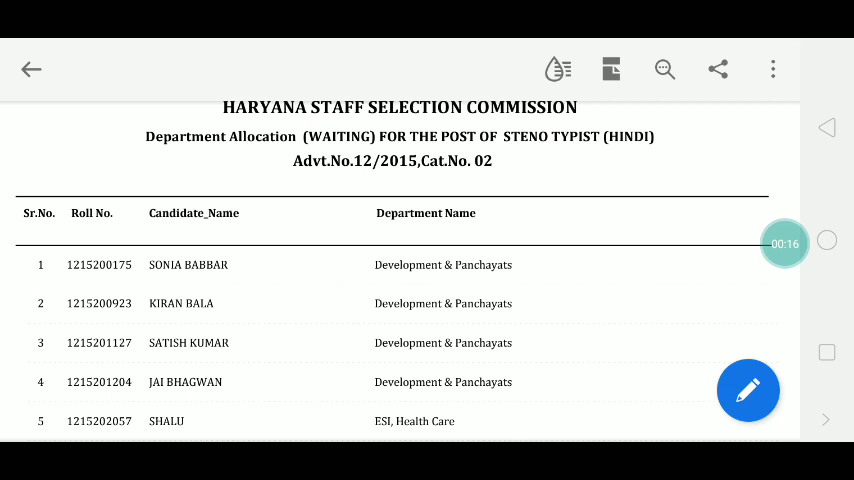 HARYANA STAFF SELECTION COMMISSION
Department Allocation (WAITING) FOR THE POST OF STENO TYPIST (HINDI)
Advt.No.12/2015,Cat.No. 02
Sr.No. Roll No. Candidate_Name Department Name
00:16
1 1215200175 SONIA BABBAR Development & Panchayats
2 1215200923 KIRAN BALA Development & Panchayats
3 1215201127 SATISH KUMAR Development & Panchayats
4 1215201204 JAI BHAGWAN Development & Panchayats
5 1215202057 SHALU ESI, Health Care